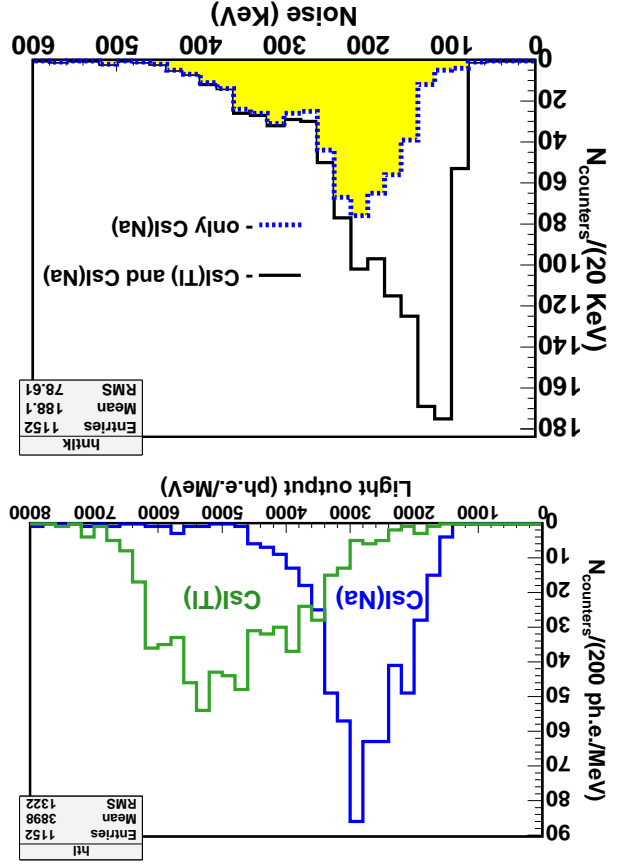 N_counters/(200 ph.e./MeV)
90
80
70
60
50
40
30
20
10
0
htl
Entries 1152
Mean 3898
RMS 1322
CsI(Na)
CsI(Tl)
0 1000 2000 3000 4000 5000 6000 7000 8000
Light output (ph.e./MeV)
N_counters/(20 KeV)
180
160
140
120
100
80
60
40
20
0
hntlk
Entries 1152
Mean 188.1
RMS 78.61
- CsI(Tl) and CsI(Na)
- only CsI(Na)
0 100 200 300 400 500 600
Noise (KeV)